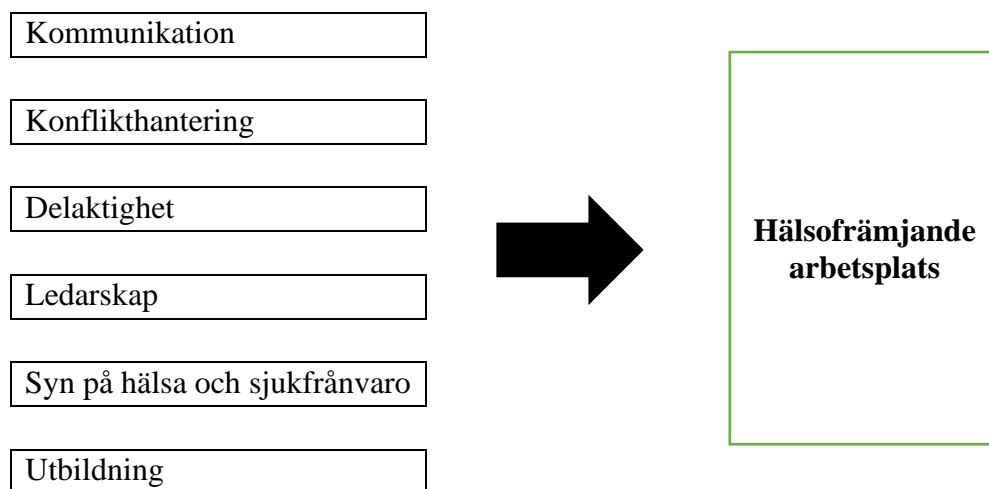 Kommunikation
Konflikthantering
Delaktighet
Ledarskap
Syn på hälsa och sjukfrånvaro
Utbildning
Hälsofrämjande
arbetsplats